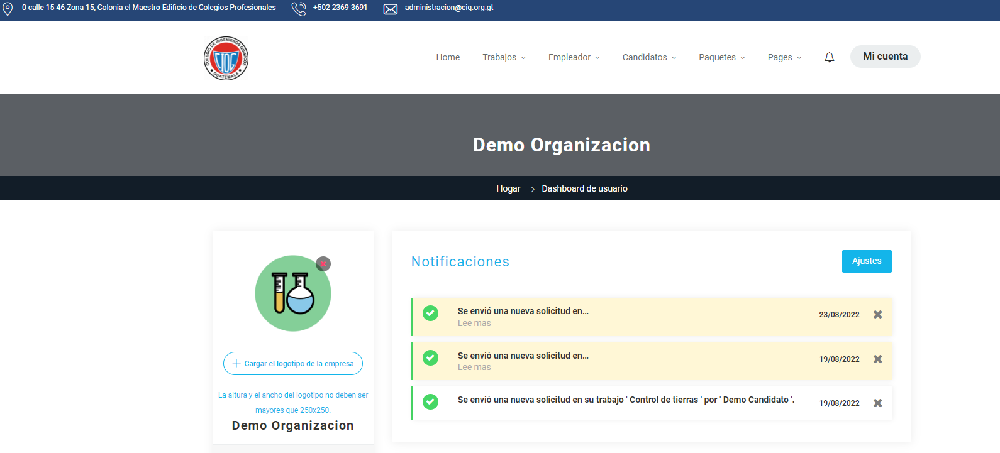 0 calle 15-46 Zona 15, Colonia el Maestro Edificio de Colegios Profesionales
+502 2369-3691
administracion@ciq.org.gt
COLEGIO DE INGENIEROS QUIMICOS
CIQG
GUATEMALA
Home
Trabajos
Empleador
Candidatos
Paquetes
Pages
Mi cuenta
Demo Organizacion
Hogar
Dashboard de usuario
Cargar el logotipo de la empresa
La altura y el ancho del logotipo no deben ser
mayores que 250x250.
Demo Organizacion
Notificaciones
Ajustes
Se envió una nueva solicitud en...
Lee mas
23/08/2022
Se envió una nueva solicitud en...
Lee mas
19/08/2022
Se envió una nueva solicitud en su trabajo ' Control de tierras ' por ' Demo Candidato '.
19/08/2022